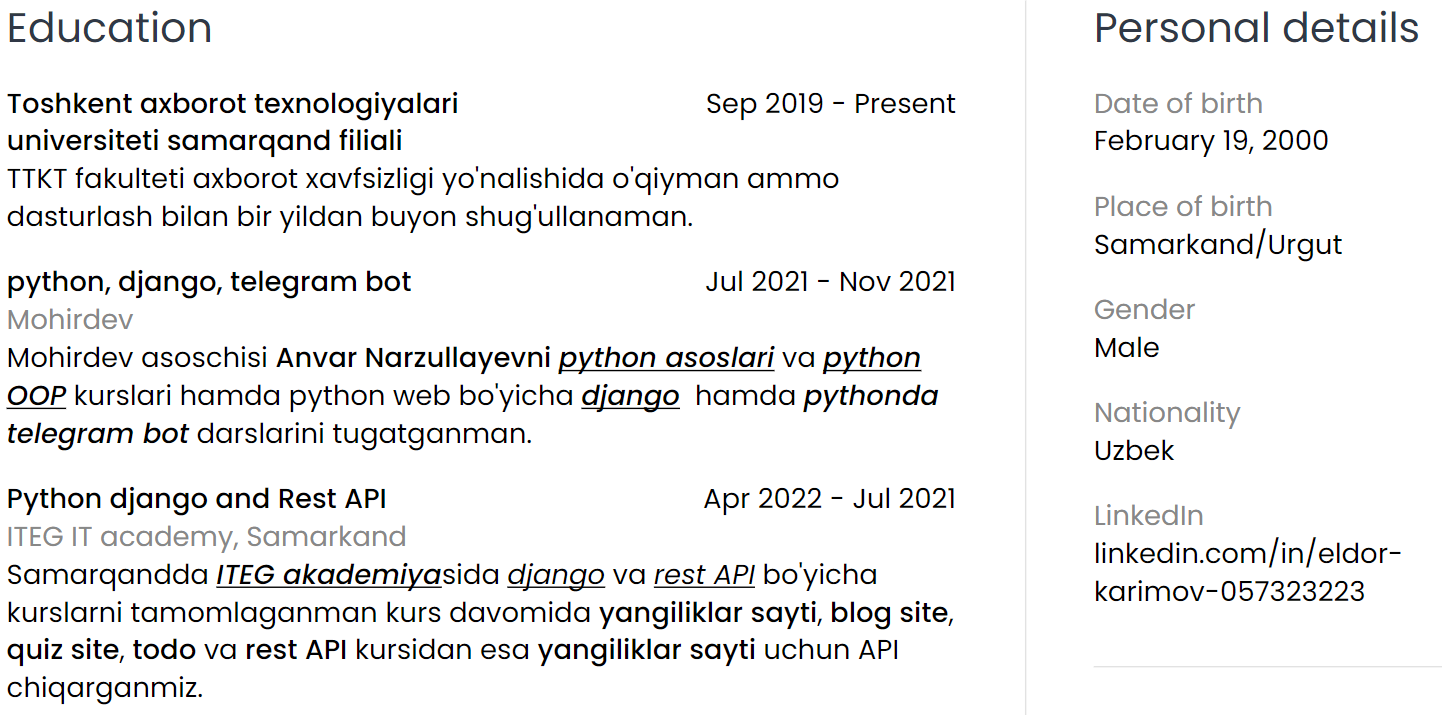 Education
Toshkent axborot texnologiyalari
universiteti samarqand filiali
Sep 2019 - Present
TTKT fakulteti axborot xavfsizligi yo'nalishida o'qiyman ammo
dasturlash bilan bir yildan buyon shug'ullanaman.
python, django, telegram bot
Jul 2021 - Nov 2021
Mohirdev
Mohirdev asoschisi Anvar Narzullayevni python asoslari va python
OOP kurslari hamda python web bo'yicha django hamda pythonda
telegram bot darslarini tugatganman.
Python django and Rest API
Apr 2022 - Jul 2021
ITEG IT academy, Samarkand
Samarqandda ITEG akademiyasida django va rest API bo'yicha
kurslarni tamomlaganman kurs davomida yangiliklar sayti, blog site,
quiz site, todo va rest API kursidan esa yangiliklar sayti uchun API
chiqarganmiz.
Personal details
Date of birth
February 19, 2000
Place of birth
Samarkand/Urgut
Gender
Male
Nationality
Uzbek
LinkedIn
linkedin.com/in/eldor-
karimov-057323223